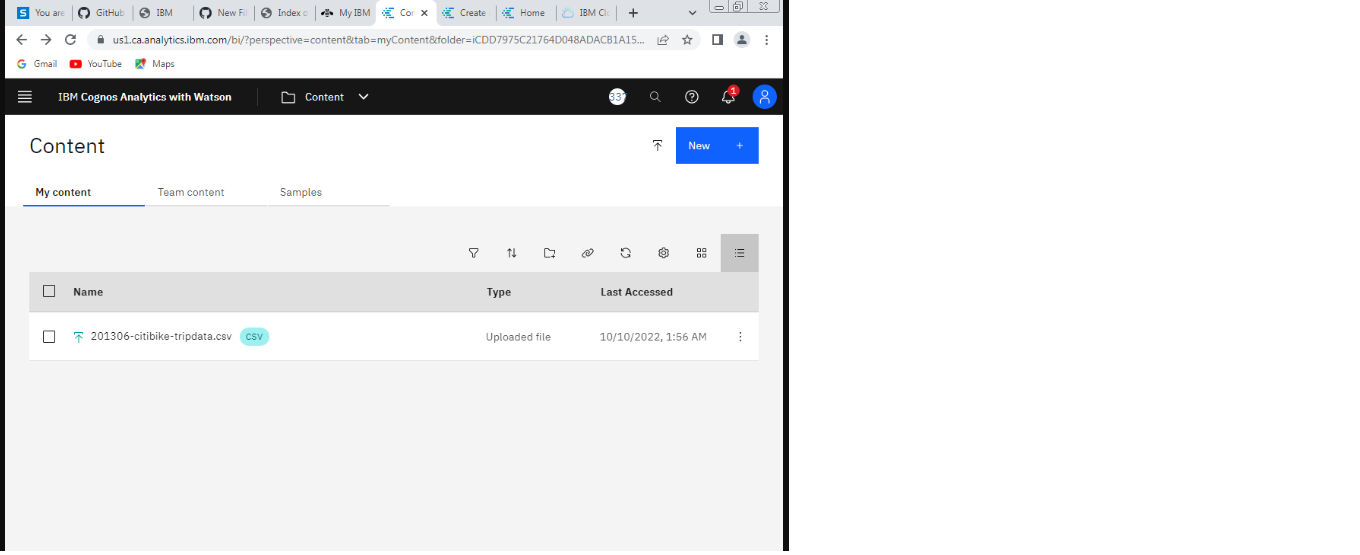 You are
GitHub
IBM
New Fil
Index o
My IBM
Cor
Create
Home
IBM Clo
us1.ca.analytics.ibm.com/bi/?perspective=content&tab=myContent&folder=iCDD7975C21764D048ADACB1A15...
Gmail
YouTube
Maps
IBM Cognos Analytics with Watson
Content
337
1
Content
New +
My content
Team content
Samples
Name
Type
Last Accessed
201306-citibike-tripdata.csv CSV
Uploaded file
10/10/2022, 1:56 AM